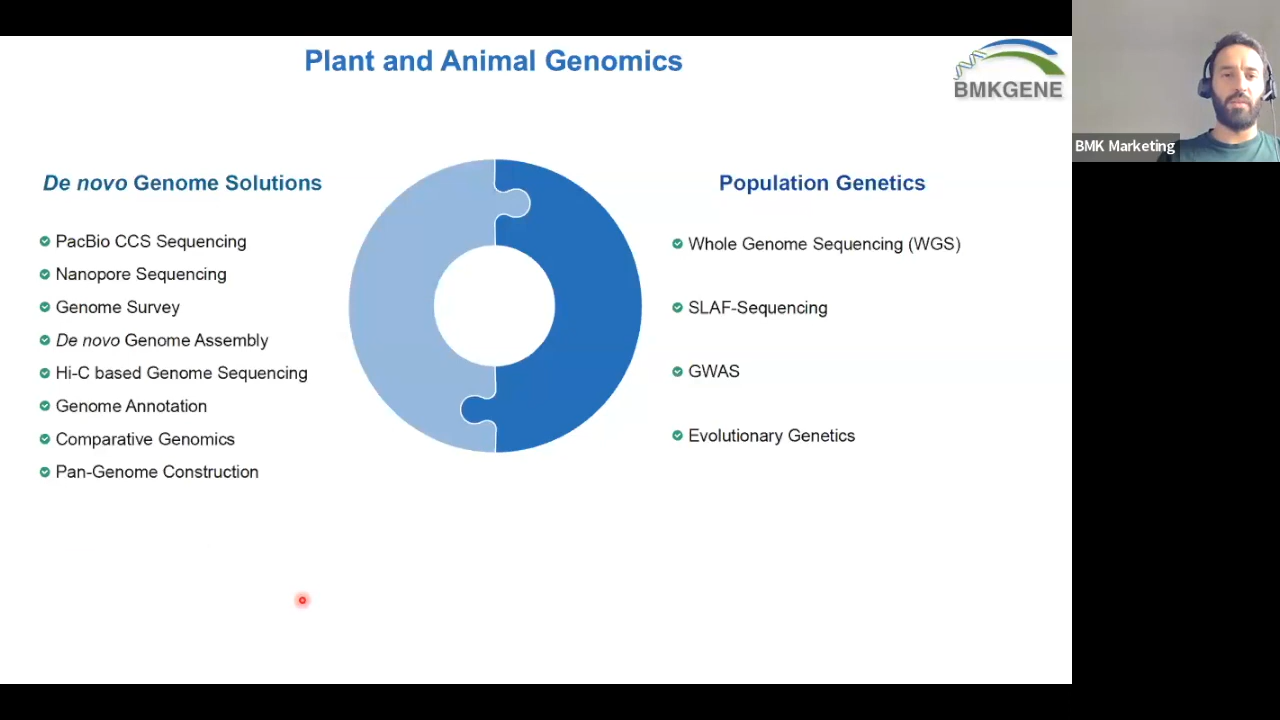 Plant and Animal Genomics
BMKGENE
BMK Marketing
De novo Genome Solutions
PacBio CCS Sequencing
Nanopore Sequencing
Genome Survey
De novo Genome Assembly
Hi-C based Genome Sequencing
Genome Annotation
Comparative Genomics
Pan-Genome Construction
Population Genetics
Whole Genome Sequencing (WGS)
SLAF-Sequencing
GWAS
Evolutionary Genetics